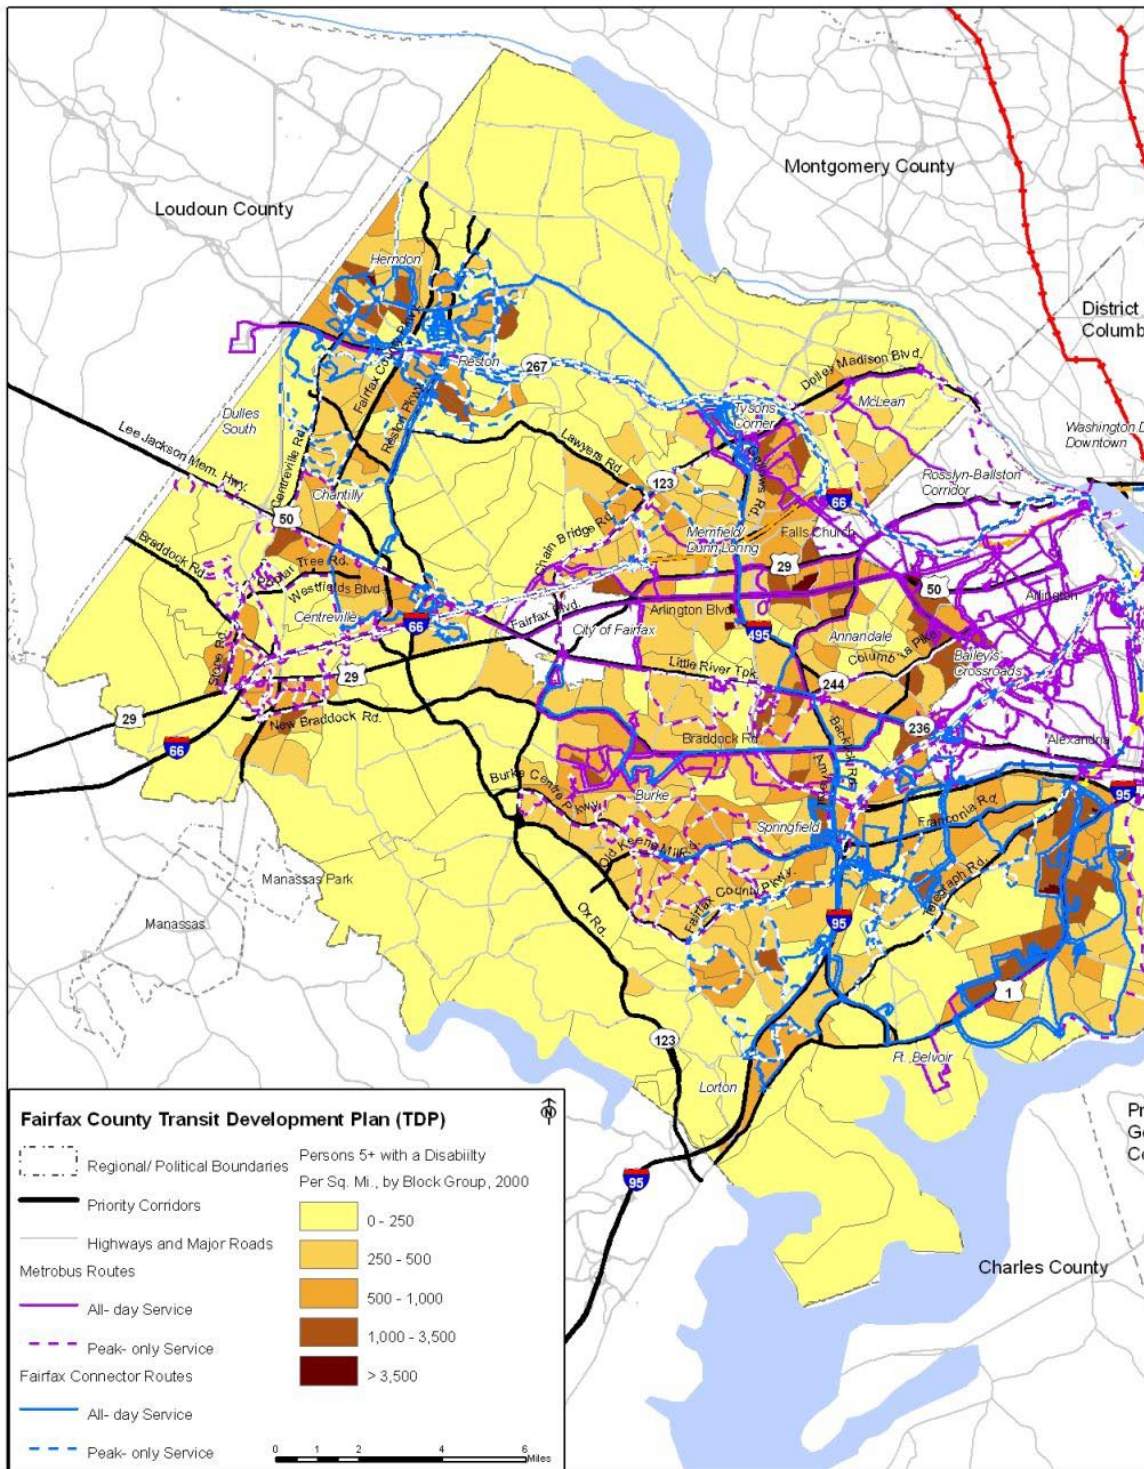 Montgomery County
Loudoun County
Herndon
District
Columb
Fairfax County Pkwy.
Reston
267
Dolley Madison Blvd.
McLean
Dulles
South
Reston Pkwy.
Tysons
Corner
Washington D
Downtown
Lee Jackson Mem. Hwy.
Centreville Rd.
Lawyers Rd.
Gallows Rd.
Rosslyn-Ballston
Corridor
Chantilly
123
66
50
Chain Bridge Rd.
Merrifield/
Dunn Loring
Falls Church
Braddock Rd.
Poplar Tree Rd.
29
50
Westfields Blvd.
Arlington
Centreville
66
Fairfax Blvd.
Arlington Blvd.
City of Fairfax
495
Annandale
Columbia Pike
Bailey's
Crossroads
Stone Rd.
29
Little River Tpk.
244
29
New Braddock Rd.
236
66
Braddock Rd.
Backlick Rd.
Alexandria
Amherst
Burke Centre Pkwy.
Burke
95
Springfield
Franconia Rd.
Old Keene Mill Rd.
Manassas Park
Fairfax County Pkwy.
Telegraph Rd.
Manassas
Ox Rd.
95
1
123
Ft. Belvoir
Lorton
Pr
Ge
Co
95
Charles County
Fairfax County Transit Development Plan (TDP)
N
Regional/ Political Boundaries
Priority Corridors
Highways and Major Roads
Metrobus Routes
All- day Service
Peak- only Service
Fairfax Connector Routes
All- day Service
Peak- only Service
Persons 5+ with a Disabiilty
Per Sq. Mi., by Block Group, 2000
0 - 250
250 - 500
500 - 1,000
1,000 - 3,500
> 3,500
0 1 2 4 6
Miles